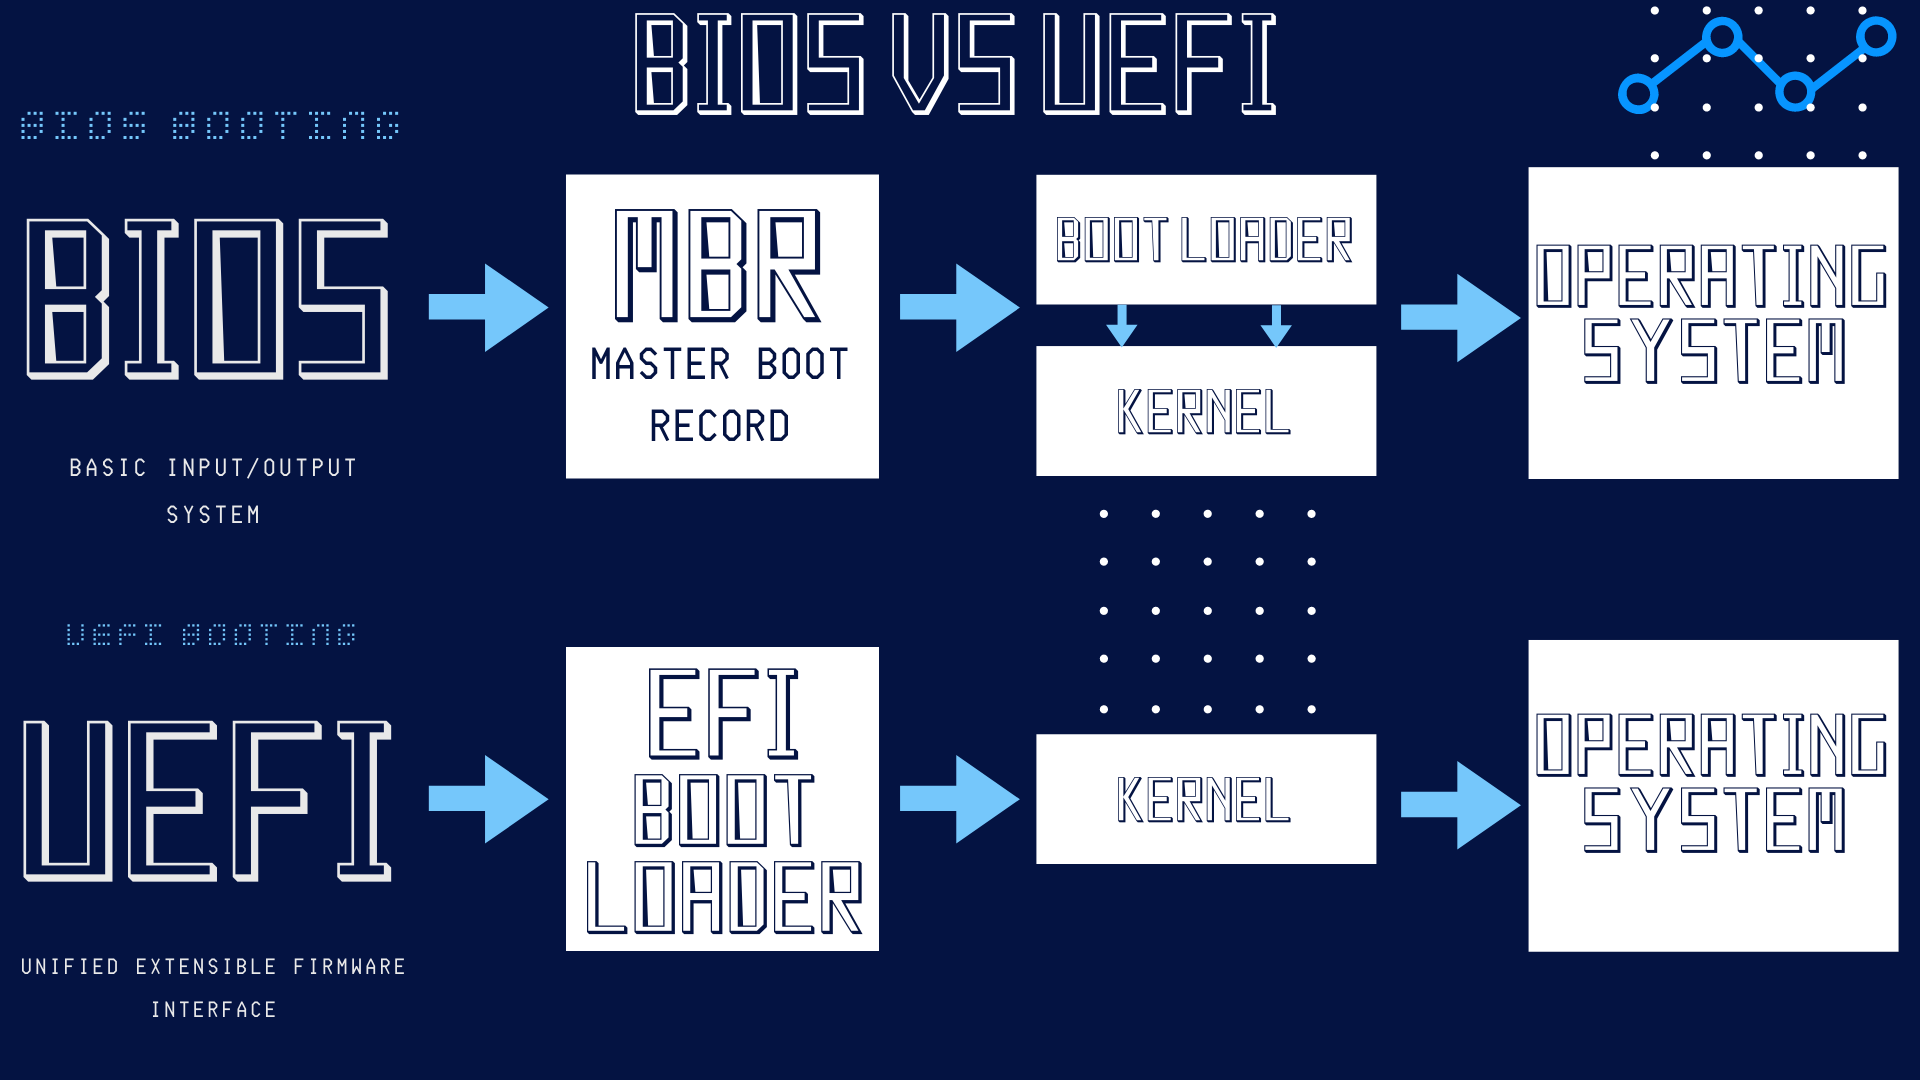 BIOS VS UEFI
BIOS BOOTING
BIOS
BASIC INPUT/OUTPUT
SYSTEM
MBR
MASTER BOOT
RECORD
BOOT LOADER
KERNEL
OPERATING
SYSTEM
UEFI BOOTING
UEFI
UNIFIED EXTENSIBLE FIRMWARE
INTERFACE
EFI
BOOT
LOADER
KERNEL
OPERATING
SYSTEM